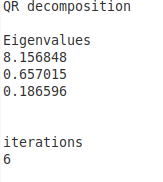 QR decomposition
Eigenvalues
8.156848
0.657015
0.186596
iterations
6